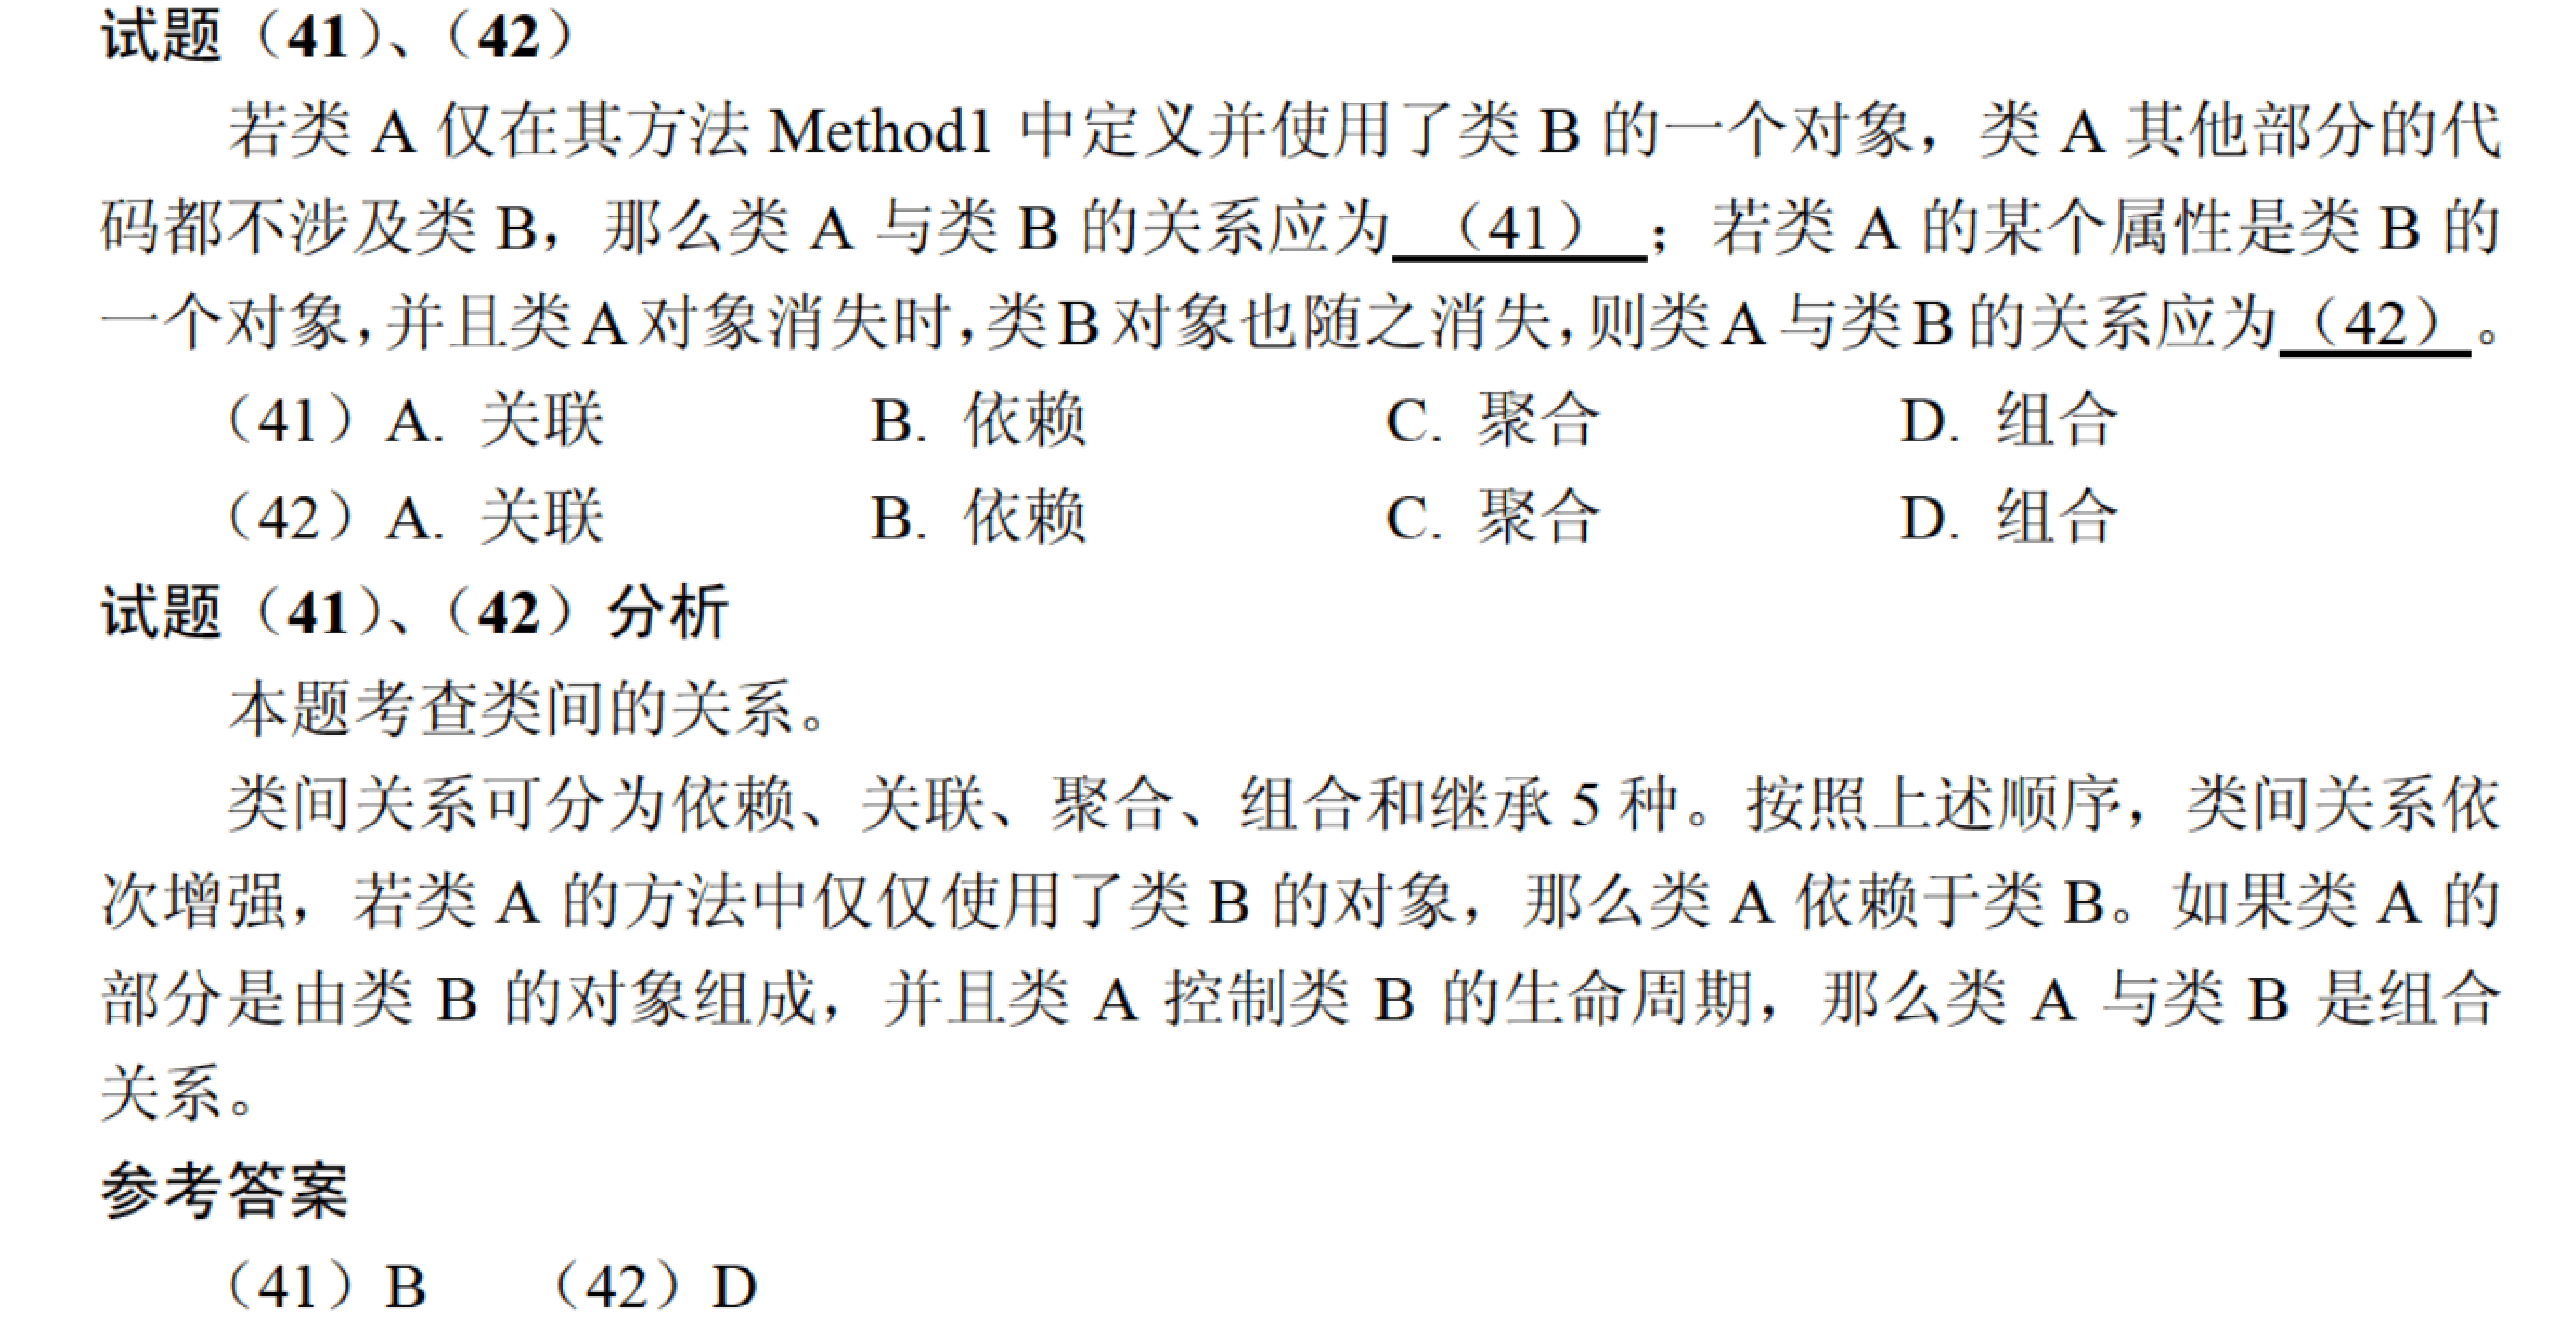 试题（41）、（42）
若类 A 仅在其方法 Method1 中定义并使用了类 B 的一个对象，类 A 其他部分的代
码都不涉及类 B，那么类 A 与类 B 的关系应为 （41） ；若类 A 的某个属性是类 B 的
一个对象，并且类 A 对象消失时，类 B 对象也随之消失，则类 A 与类 B 的关系应为（42）。
（41）A. 关联 B. 依赖 C. 聚合 D. 组合
（42）A. 关联 B. 依赖 C. 聚合 D. 组合
试题（41）、（42）分析
本题考查类间的关系。
类间关系可分为依赖、关联、聚合、组合和继承 5 种。按照上述顺序，类间关系依
次增强，若类 A 的方法中仅仅使用了类 B 的对象，那么类 A 依赖于类 B。如果类 A 的
部分是由类 B 的对象组成，并且类 A 控制类 B 的生命周期，那么类 A 与类 B 是组合
关系。
参考答案
（41）B （42）D